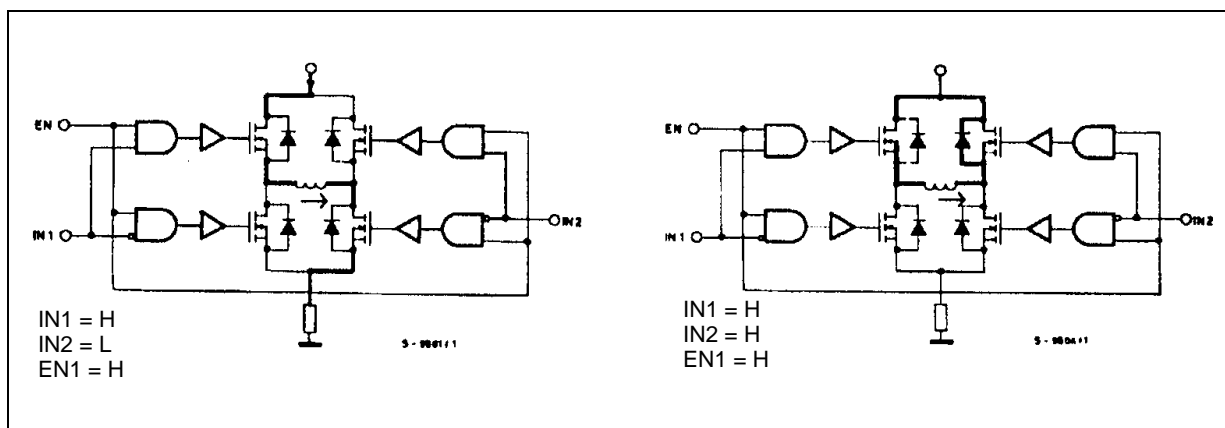 EN
IN1
IN2
IN1 = H
IN2 = L
EN1 = H
EN
IN1
IN2
IN1 = H
IN2 = H
EN1 = H